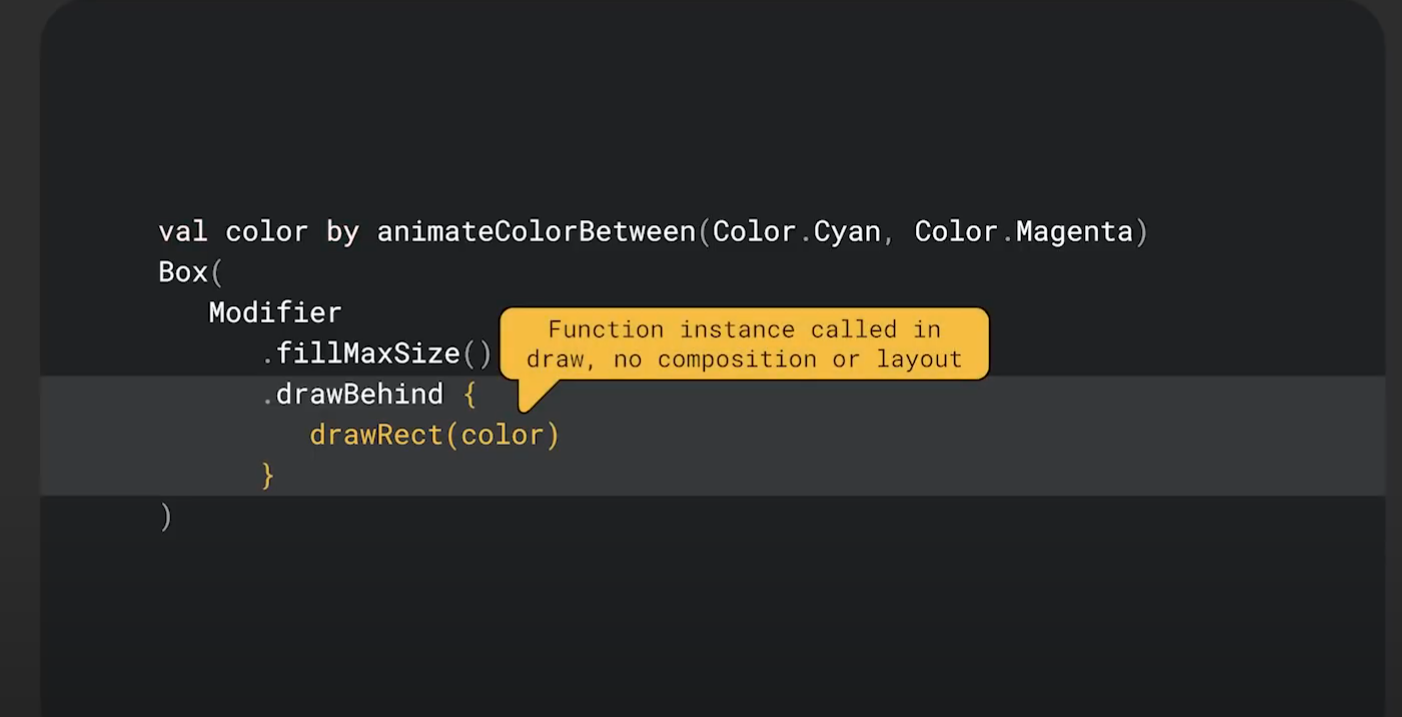 val color by animateColorBetween(Color.Cyan, Color.Magenta)
Box(
Modifier
.fillMaxSize()
Function instance called in
draw, no composition or layout
.drawBehind {
drawRect(color)
}
)